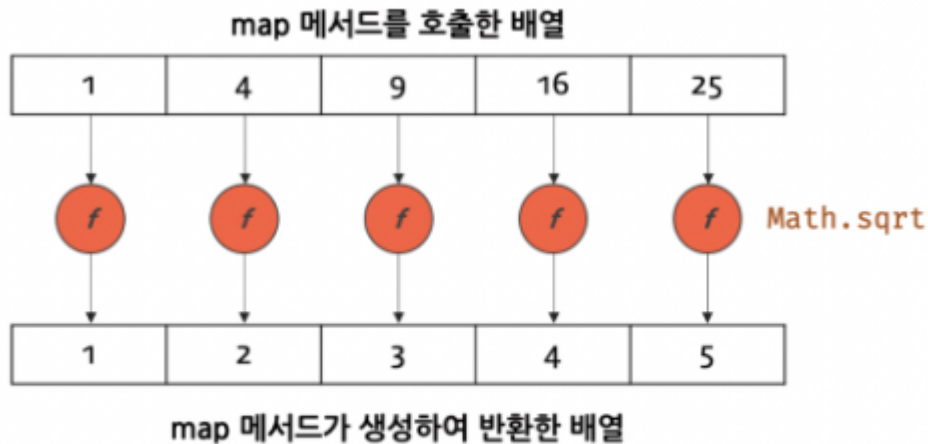 map 메서드를 호출한 배열
1 4 9 16 25
f f f f f Math.sqrt
1 2 3 4 5
map 메서드가 생성하여 반환한 배열